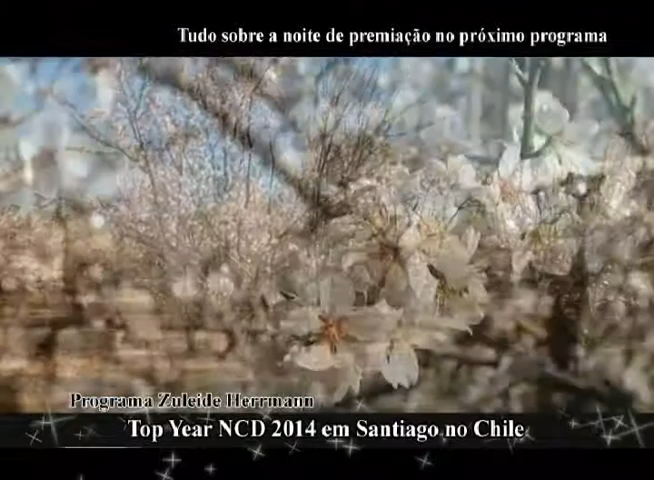 Tudo sobre a noite de premiação no próximo programa
Programa Zuleide Herrmann
Top Year NCD 2014 em Santiago no Chile